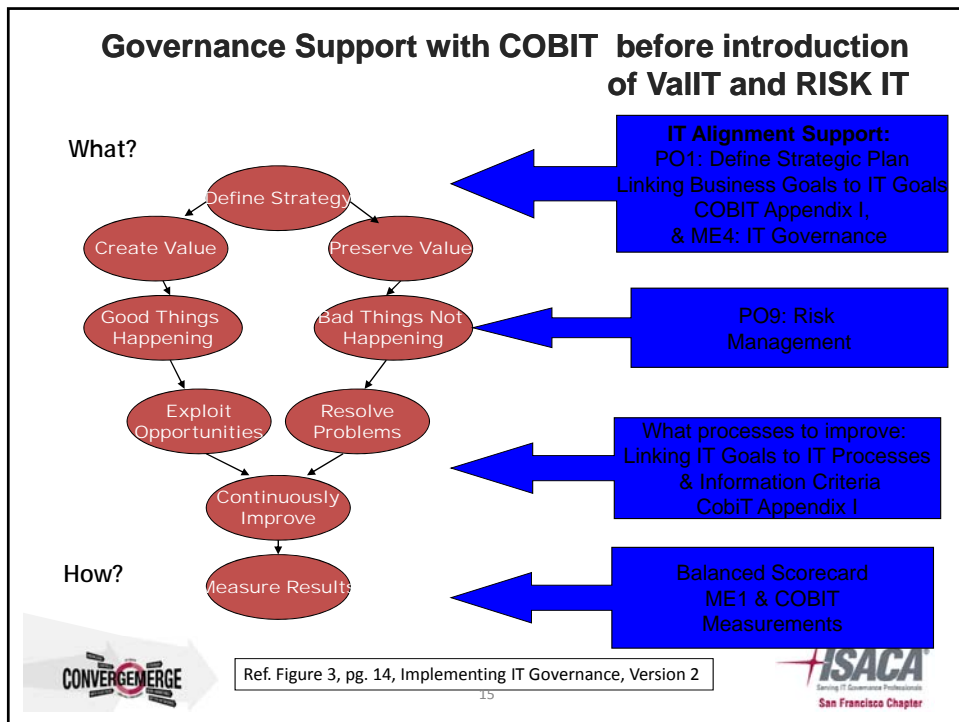 Governance Support with COBIT before introduction
of ValIT and RISK IT
What?
Define Strategy
Create Value
Preserve Value
Good Things
Happening
Bad Things Not
Happening
Exploit
Opportunities
Resolve
Problems
Continuously
Improve
How?
Measure Results
IT Alignment Support:
PO1: Define Strategic Plan
Linking Business Goals to IT Goals
COBIT Appendix I,
& ME4: IT Governance
PO9: Risk
Management
What processes to improve:
Linking IT Goals to IT Processes
& Information Criteria
CobiT Appendix I
Balanced Scorecard
ME1 & COBIT
Measurements
CONVERGEMERGE
Ref. Figure 3, pg. 14, Implementing IT Governance, Version 2
15
ISACA®
Serving IT Governance Professionals
San Francisco Chapter